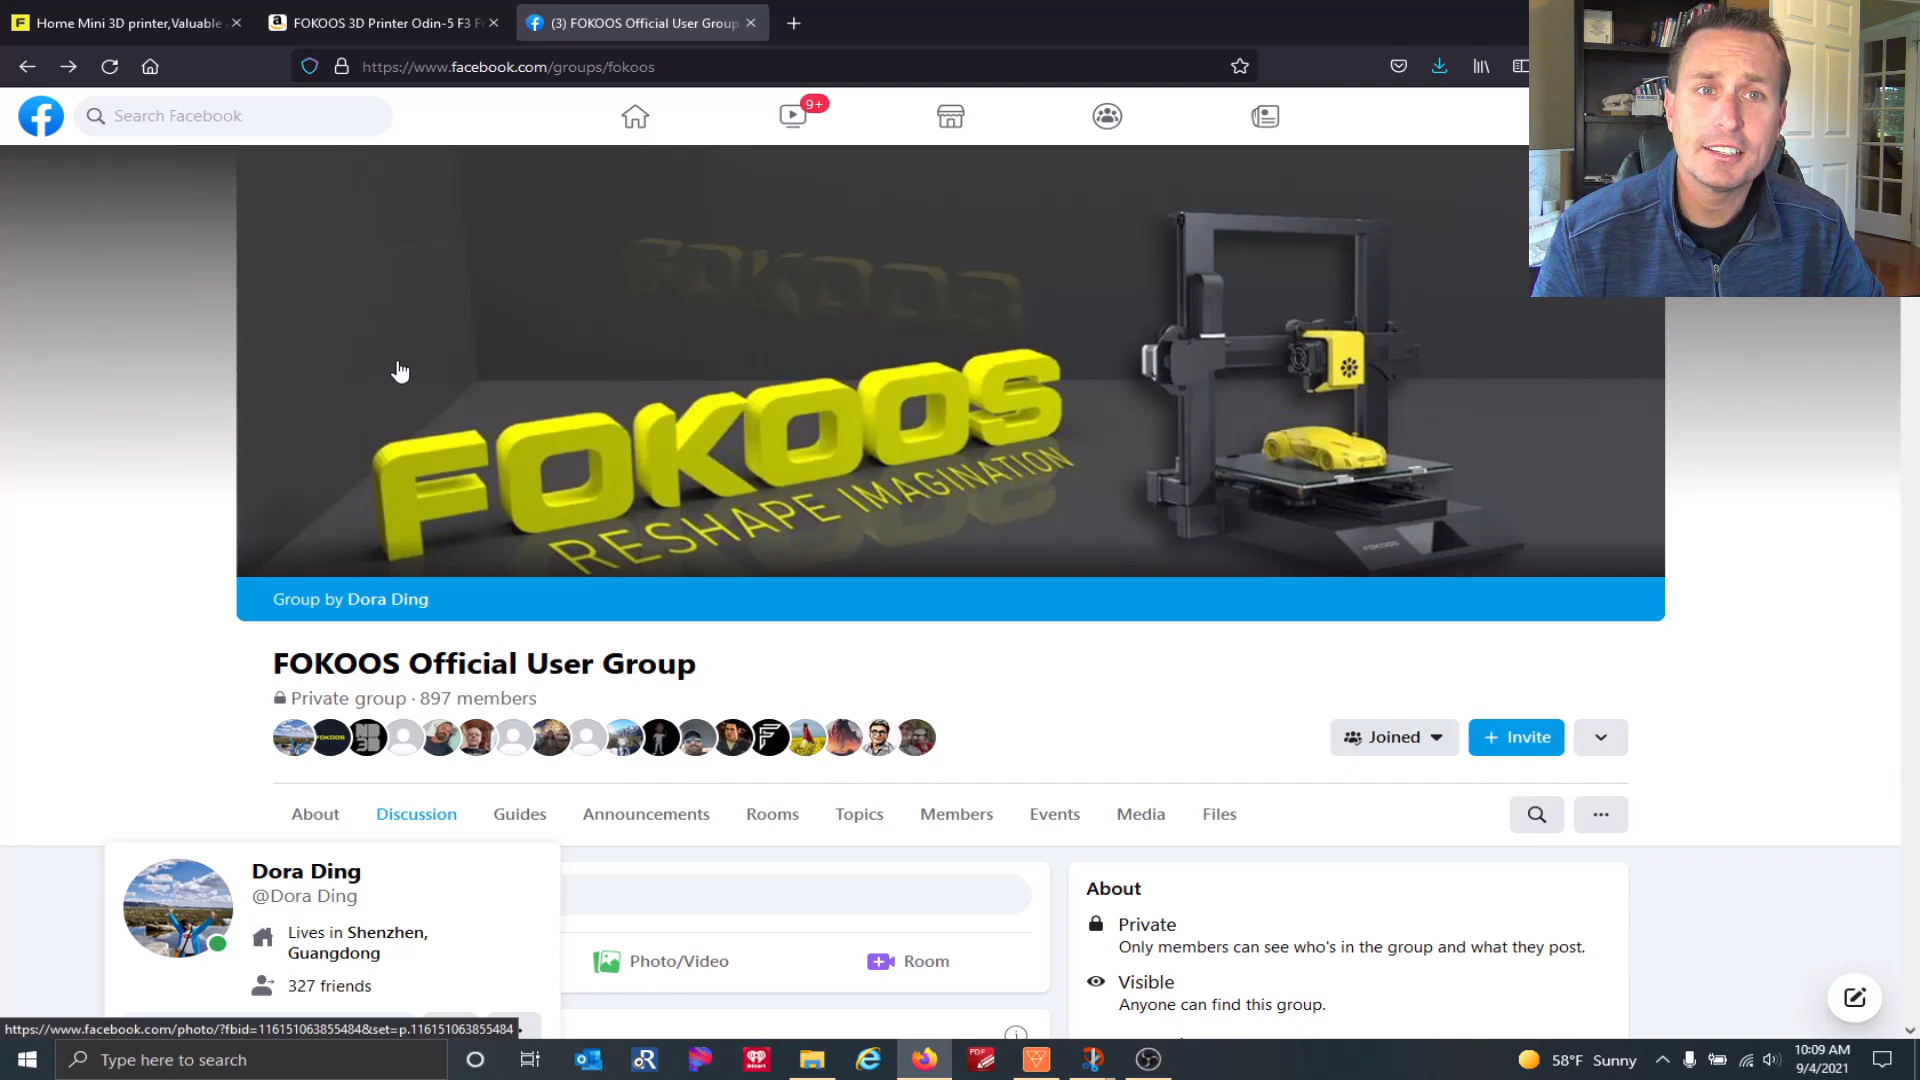 Home Mini 3D printer,Valuable
FOKOOS 3D Printer Odin-5 F3 F
(3) FOKOOS Official User Group
https://www.facebook.com/groups/fokoos
Search Facebook
9+
FOKOOS
FOKOOS
RESHAPE IMAGINATION
FOKOOS
Group by Dora Ding
FOKOOS Official User Group
Private group · 897 members
FOKOOS
Joined
+ Invite
About Discussion Guides Announcements Rooms Topics Members Events Media Files
Dora Ding
@Dora Ding
Lives in Shenzhen,
Guangdong
327 friends
Photo/Video
Room
About
Private
Only members can see who's in the group and what they post.
Visible
Anyone can find this group.
https://www.facebook.com/photo/?fbid=116151063855484&set=p.116151063855484
Type here to search
58°F Sunny
10:09 AM
9/4/2021